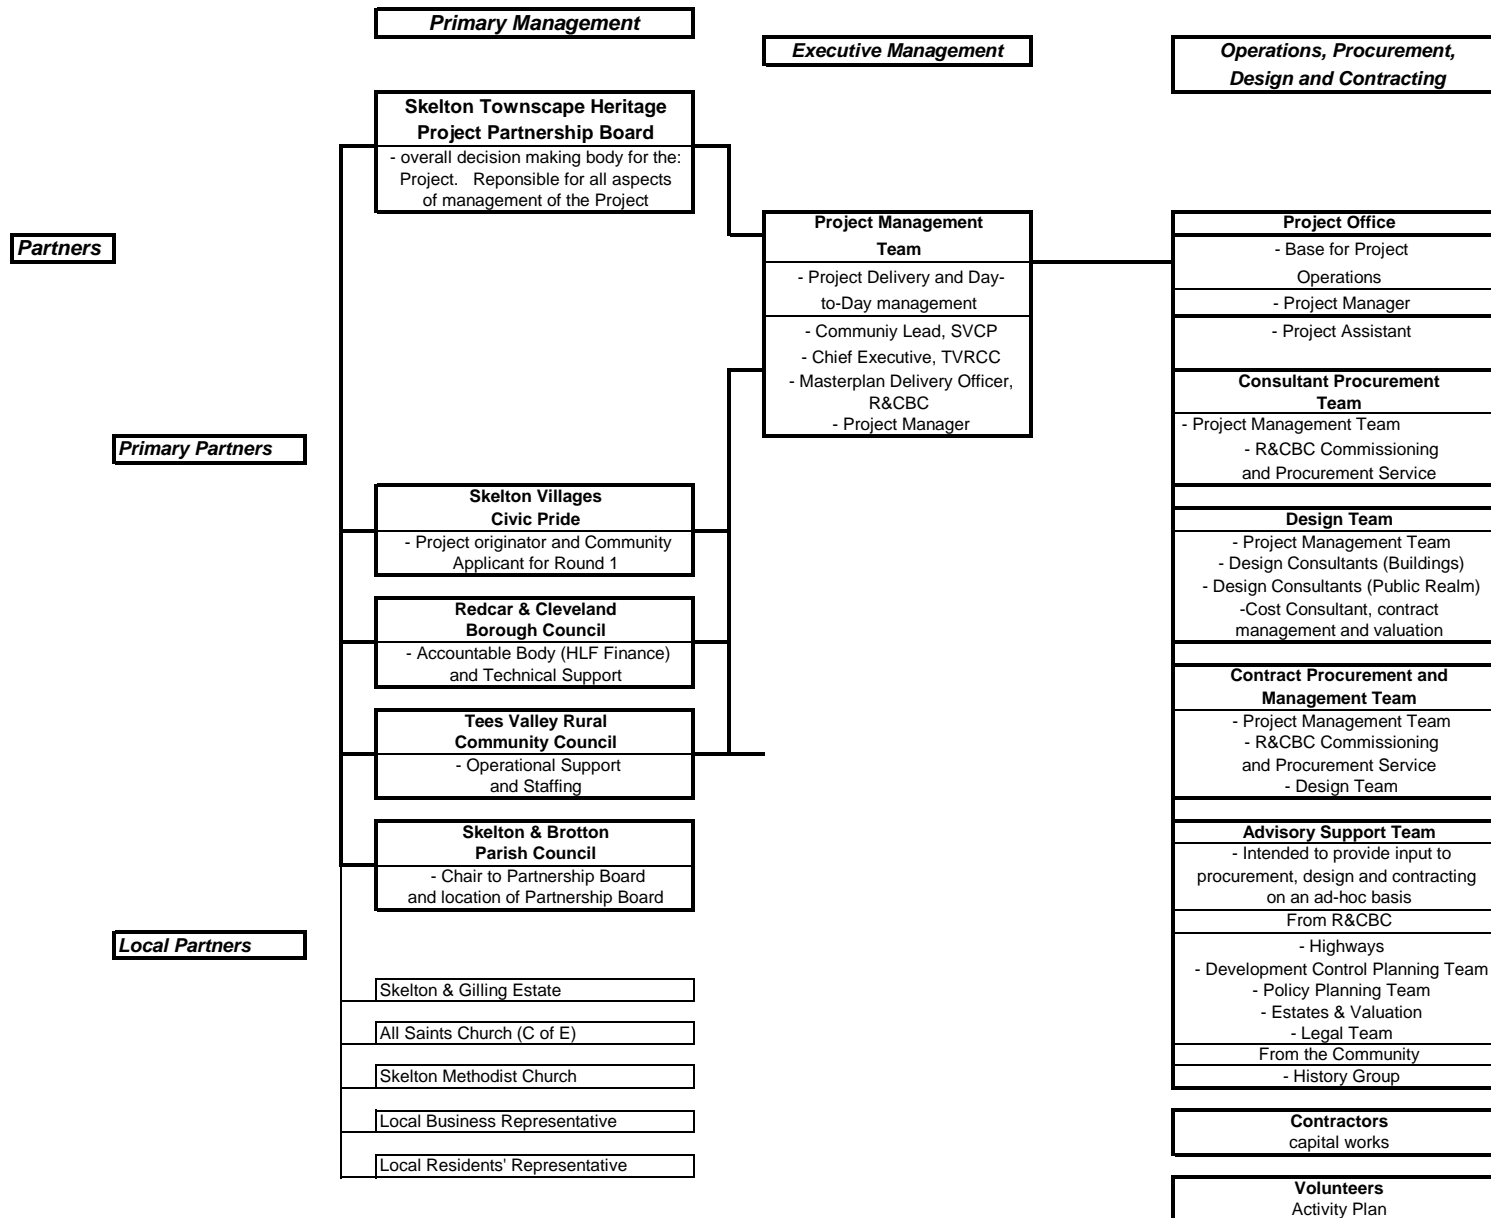 Primary Management
Executive Management
Operations, Procurement,
Design and Contracting
Skelton Townscape Heritage
Project Partnership Board
- overall decision making body for the:
Project. Reponsible for all aspects
of management of the Project
Partners
Project Management
Team
- Project Delivery and Day-
to-Day management
- Communiy Lead, SVCP
- Chief Executive, TVRCC
- Masterplan Delivery Officer,
R&CBC
- Project Manager
Project Office
- Base for Project
Operations
- Project Manager
- Project Assistant
Consultant Procurement
Team
- Project Management Team
- R&CBC Commissioning
and Procurement Service
Primary Partners
Skelton Villages
Civic Pride
- Project originator and Community
Applicant for Round 1
Redcar & Cleveland
Borough Council
- Accountable Body (HLF Finance)
and Technical Support
Tees Valley Rural
Community Council
- Operational Support
and Staffing
Skelton & Brotton
Parish Council
- Chair to Partnership Board
and location of Partnership Board
Design Team
- Project Management Team
- Design Consultants (Buildings)
- Design Consultants (Public Realm)
-Cost Consultant, contract
management and valuation
Contract Procurement and
Management Team
- Project Management Team
- R&CBC Commissioning
and Procurement Service
- Design Team
Advisory Support Team
- Intended to provide input to
procurement, design and contracting
on an ad-hoc basis
From R&CBC
- Highways
- Development Control Planning Team
- Policy Planning Team
- Estates & Valuation
- Legal Team
From the Community
- History Group
Local Partners
Skelton & Gilling Estate
All Saints Church (C of E)
Skelton Methodist Church
Local Business Representative
Local Residents' Representative
Contractors
capital works
Volunteers
Activity Plan